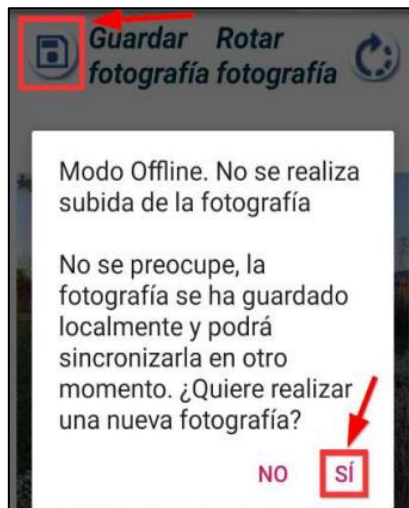 Guardar Rotar
fotografía fotografía
Modo Offline. No se realiza
subida de la fotografía
No se preocupe, la
fotografía se ha guardado
localmente y podrá
sincronizarla en otro
momento. ¿Quiere realizar
una nueva fotografía?
NO SÍ